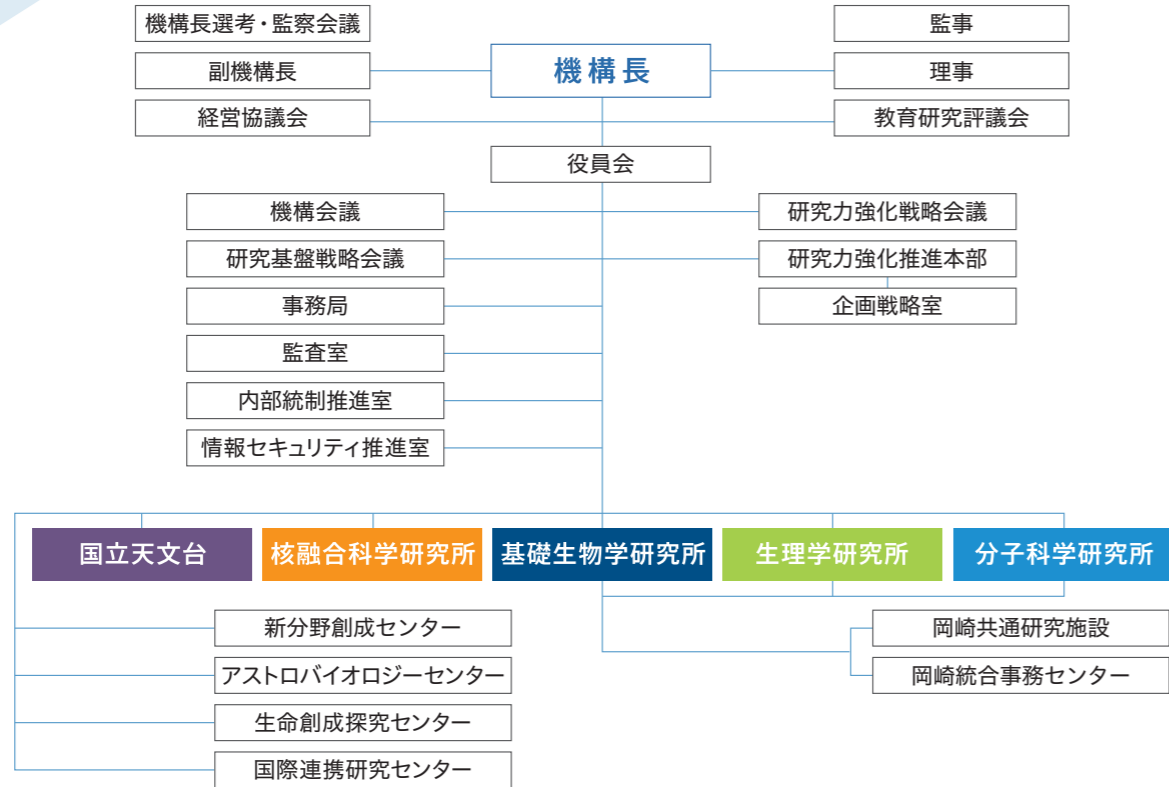 機構長選考・監察会議
監事
副機構長
機構長
理事
経営協議会
教育研究評議会
役員会
機構会議
研究力強化戦略会議
研究基盤戦略会議
研究力強化推進本部
事務局
企画戦略室
監査室
内部統制推進室
情報セキュリティ推進室
国立天文台
核融合科学研究所
基礎生物学研究所
生理学研究所
分子科学研究所
新分野創成センター
岡崎共通研究施設
アストロバイオロジーセンター
岡崎統合事務センター
生命創成探究センター
国際連携研究センター